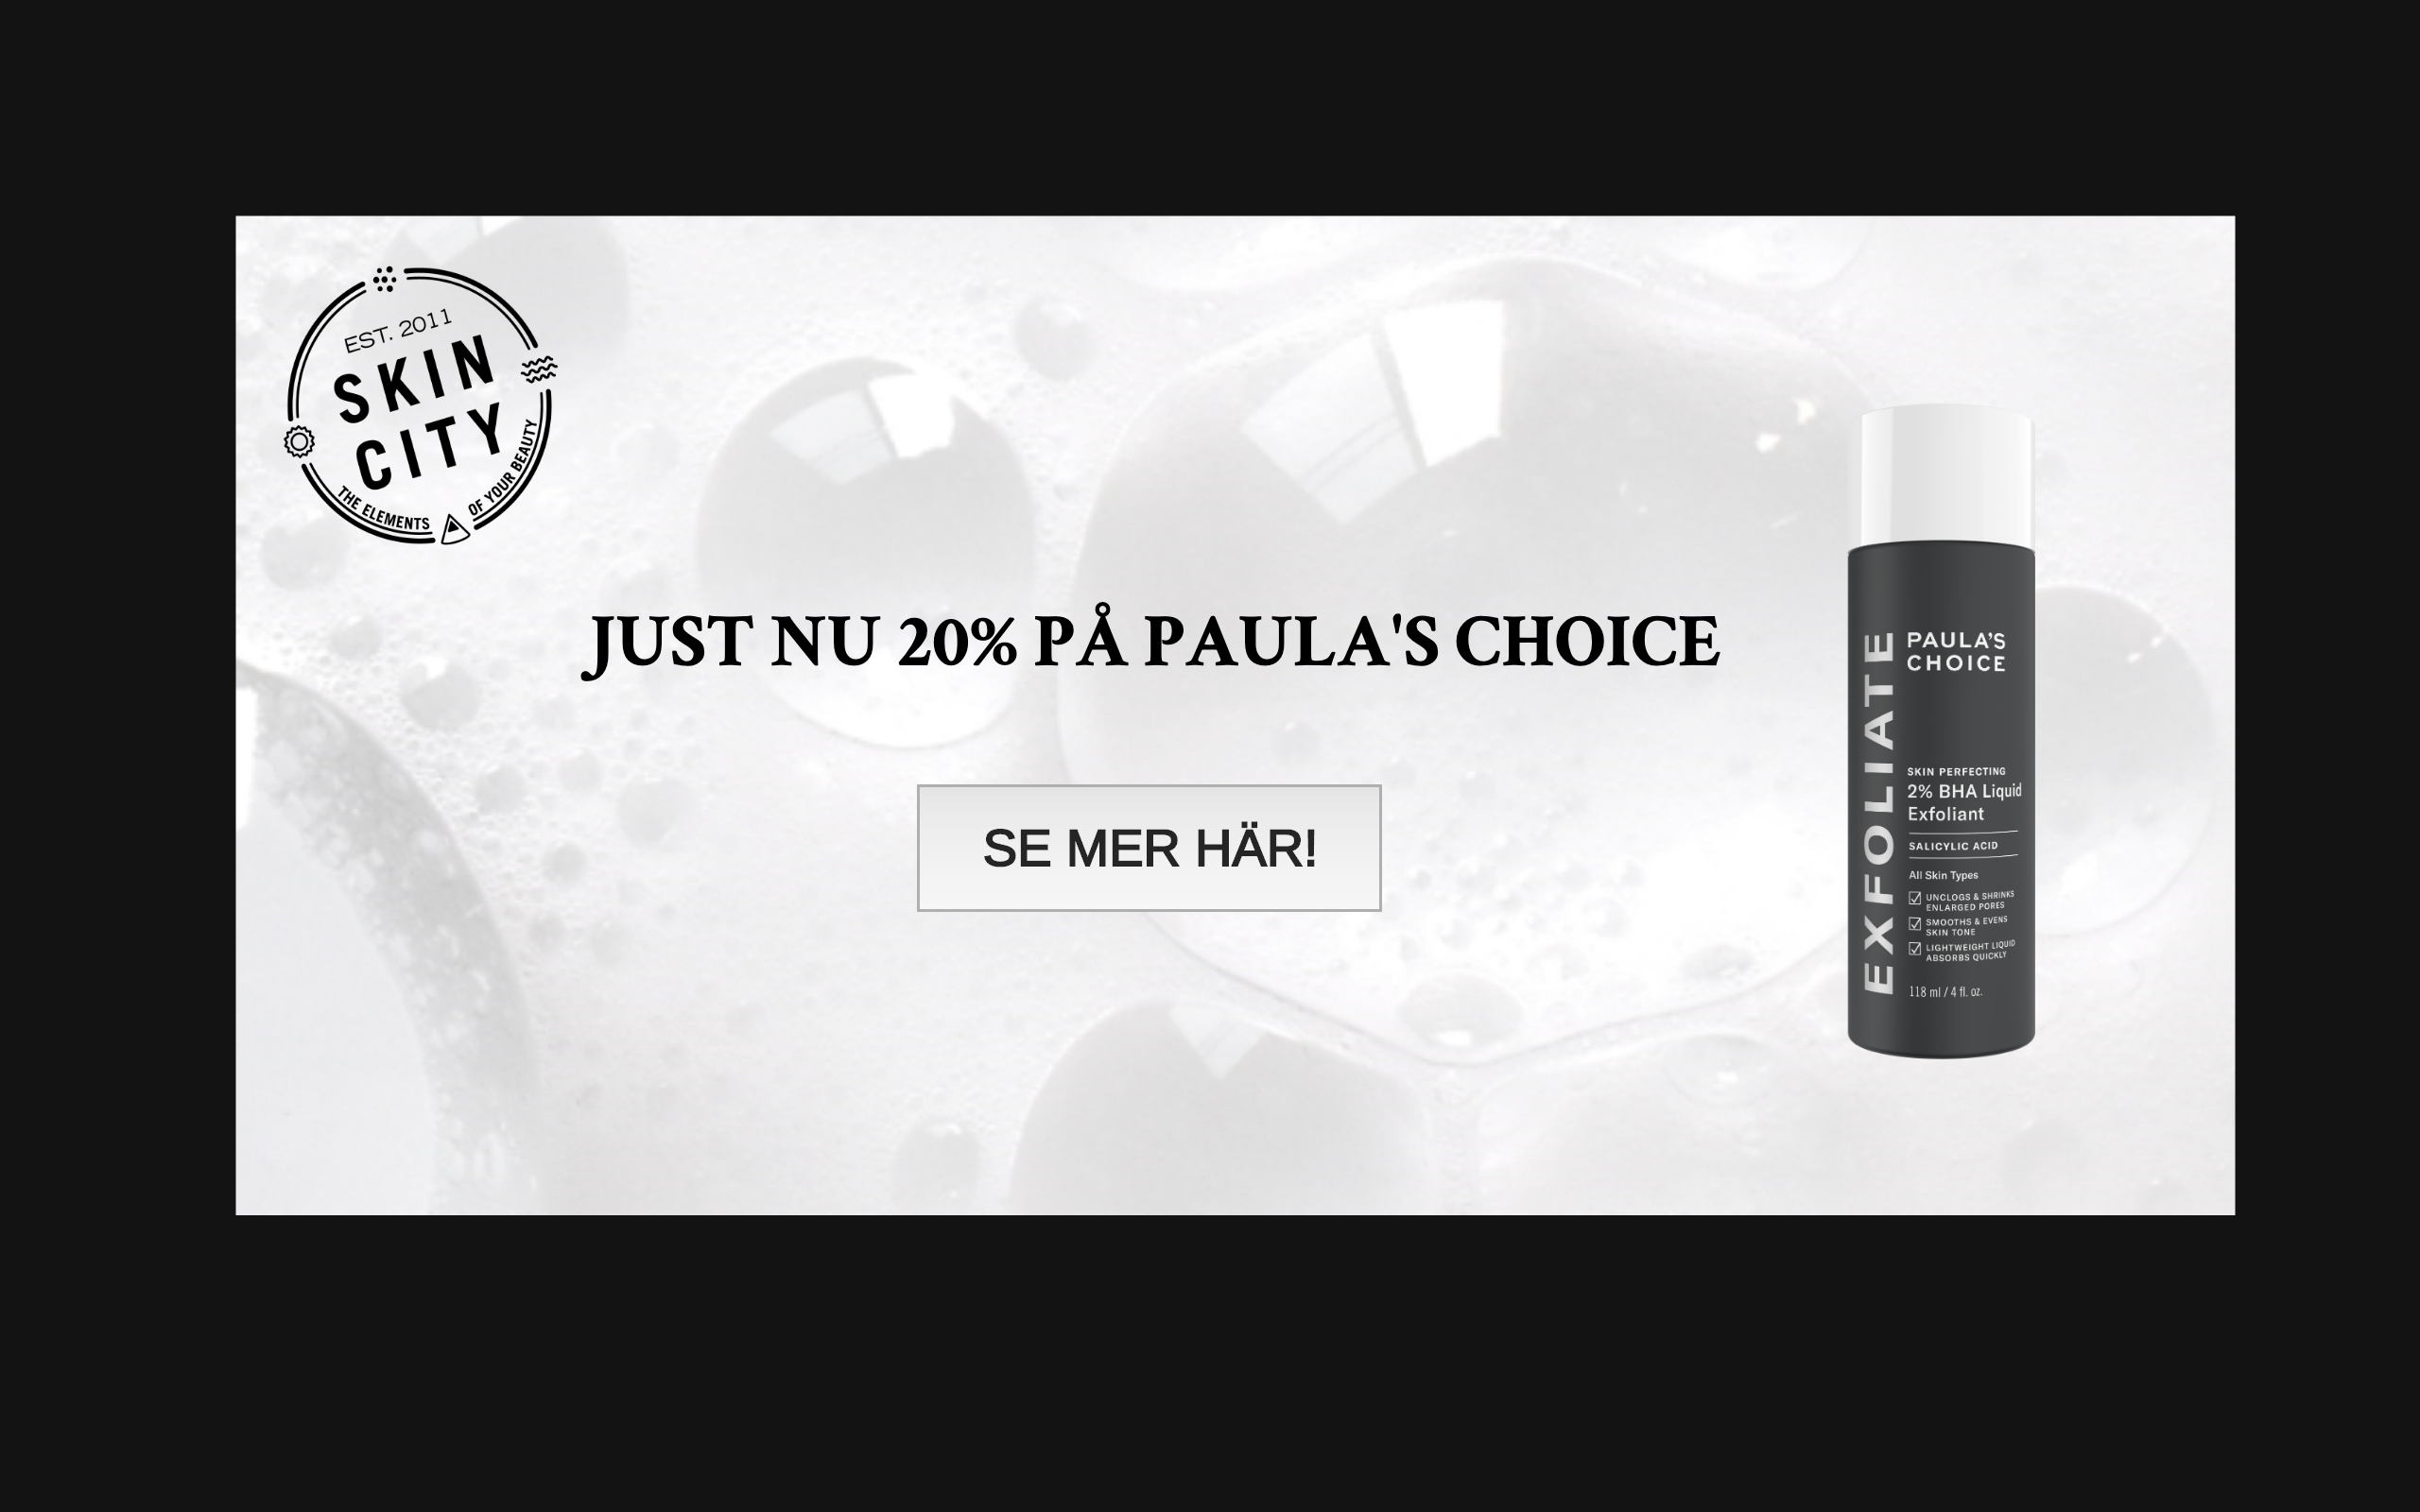 EST. 2011
SKIN
CITY
THE ELEMENTS OF YOUR BEAUTY
JUST NU 20% PÅ PAULA'S CHOICE
SE MER HÄR!
EXFOLIATE
PAULA'S
CHOICE
SKIN PERFECTING
2% BHA Liquid
Exfoliant
SALICYLIC ACID
All Skin Types
UNCLOGS & SHRINKS
ENLARGED PORES
SMOOTHS & EVENS
SKIN TONE
LIGHTWEIGHT LIQUID
ABSORBS QUICKLY
118 ml / 4 fl. oz.